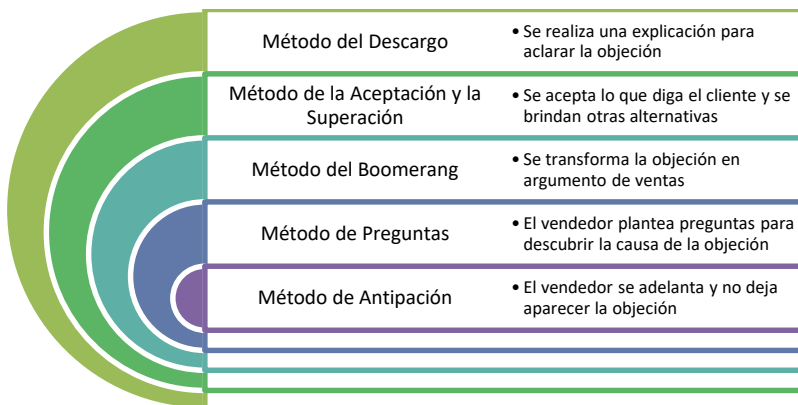 Método del Descargo
• Se realiza una explicación para
aclarar la objeción
Método de la Aceptación y la
Superación
• Se acepta lo que diga el cliente y se
brindan otras alternativas
Método del Boomerang
• Se transforma la objeción en
argumento de ventas
Método de Preguntas
• El vendedor plantea preguntas para
descubrir la causa de la objeción
Método de Antipación
• El vendedor se adelanta y no deja
aparecer la objeción